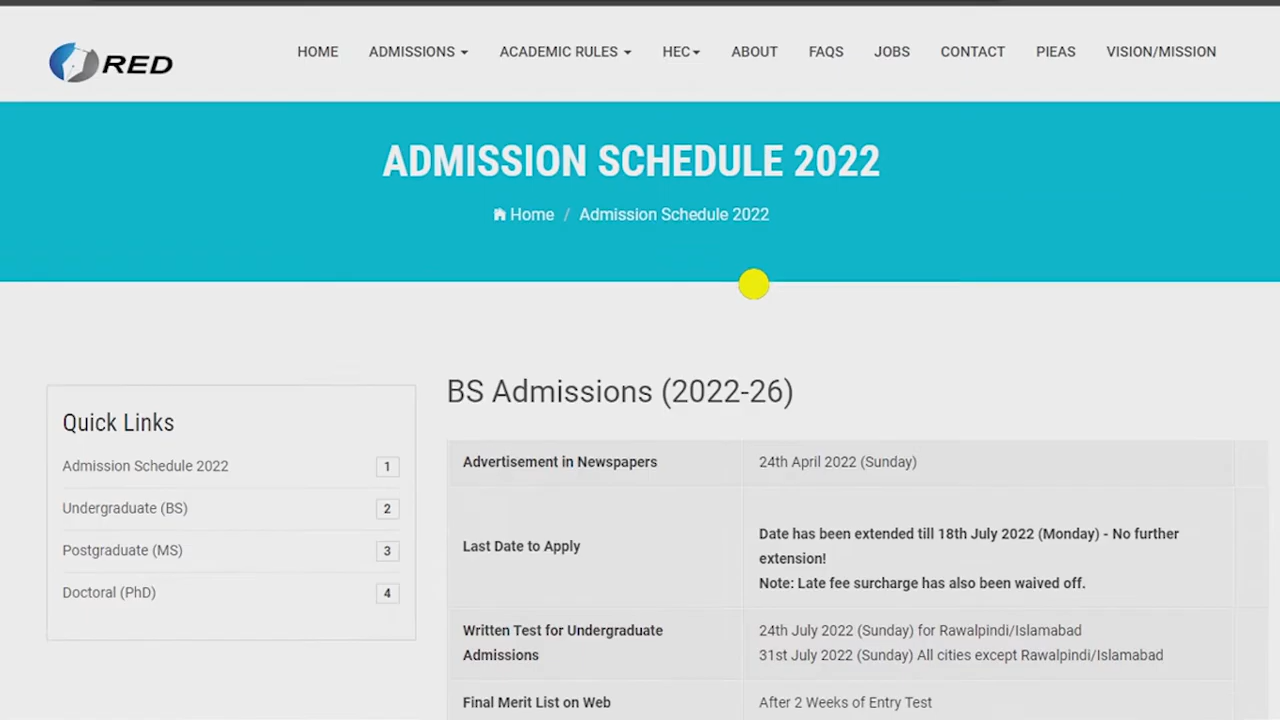 RED
HOME ADMISSIONS ACADEMIC RULES HEC ABOUT FAQS JOBS CONTACT PIEAS VISION/MISSION
ADMISSION SCHEDULE 2022
Home / Admission Schedule 2022
BS Admissions (2022-26)
Quick Links
Admission Schedule 2022 1
Undergraduate (BS) 2
Postgraduate (MS) 3
Doctoral (PhD) 4
Advertisement in Newspapers 24th April 2022 (Sunday)
Last Date to Apply
Date has been extended till 18th July 2022 (Monday) - No further
extension!
Note: Late fee surcharge has also been waived off.
Written Test for Undergraduate
Admissions
24th July 2022 (Sunday) for Rawalpindi/Islamabad
31st July 2022 (Sunday) All cities except Rawalpindi/Islamabad
Final Merit List on Web After 2 Weeks of Entry Test